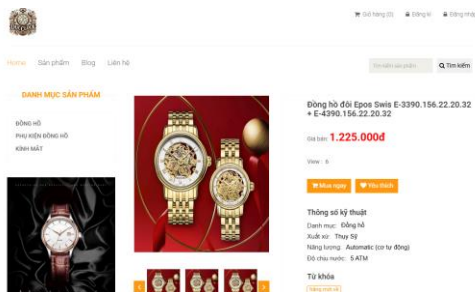 Giỏ hàng (0) Đăng kí Đăng nhập
Home Sản phẩm Blog Liên hệ
Tìm kiếm sản phẩm Tìm kiếm
DANH MỤC SẢN PHẨM
ĐỒNG HỒ
PHỤ KIỆN ĐỒNG HỒ
KÍNH MÁT
Đồng hồ đôi Epos Swis E-3390.156.22.20.32
+ E-4390.156.22.20.32
Giá bán: 1.225.000đ
View : 6
Mua ngay Yêu thích
Thông số kỹ thuật
Danh mục: Đồng hồ
Xuất xứ: Thụy Sỹ
Năng lượng: Automatic (cơ tự động)
Độ chịu nước: 5 ATM
Từ khóa